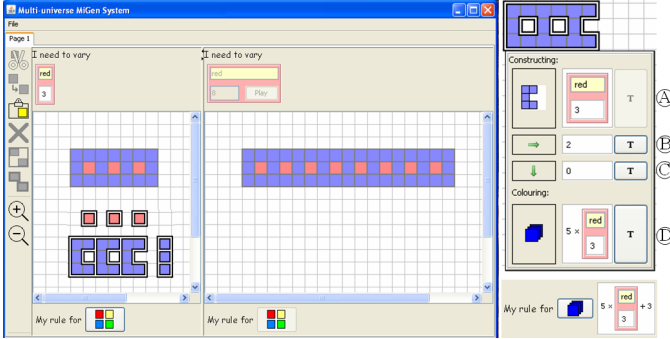 Multi-universe MiGen System
File
Page 1
I need to vary
red
3
I need to vary
red
8
Play
My rule for
My rule for
Constructing:
red
3
T
A
2
T
B
0
T
C
Colouring:
5 ×
red
3
T
D
My rule for
5 ×
red
3
+ 3